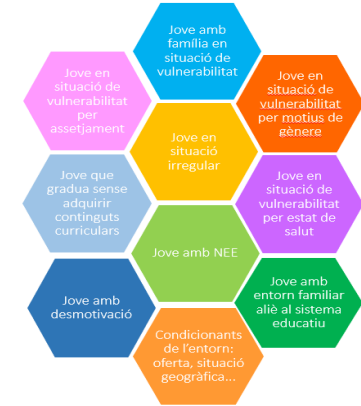 Jove amb
família en
situació de
vulnerabilitat
Jove en
situació de
vulnerabilitat
per
assetjament
Jove en
situació de
vulnerabilitat
per motius de
gènere
Jove en
situació
irregular
Jove que
gradua sense
adquirir
continguts
curriculars
Jove en
situació de
vulnerabilitat
per estat de
salut
Jove amb NEE
Jove amb
desmotivació
Jove amb
entorn familiar
aliè al sistema
educatiu
Condicionants
de l'entorn:
oferta, situació
geogràfica...